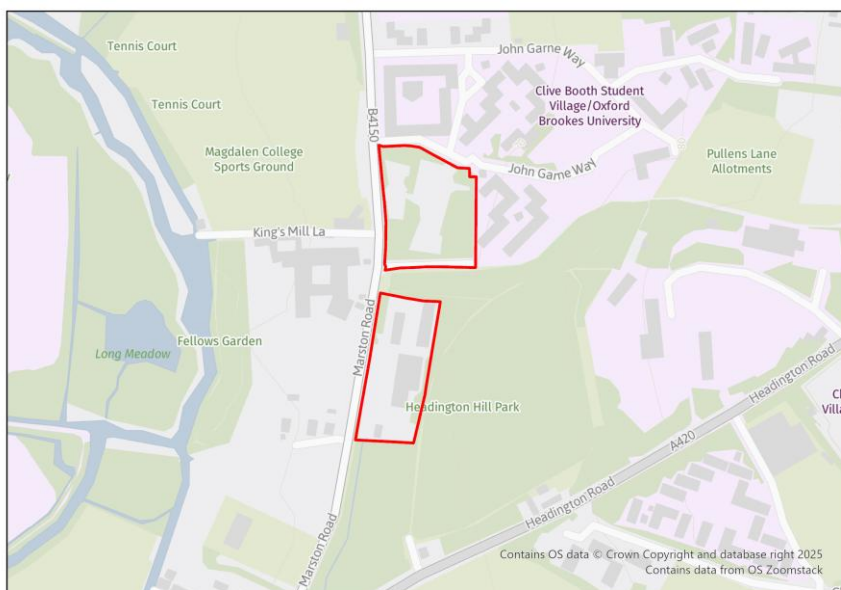 Tennis Court
Tennis Court
Magdalen College
Sports Ground
B4150
John Garne Way
Clive Booth Student
Village/Oxford
Brookes University
John Garne Way
Pullens Lane
Allotments
King's Mill La
Marston Road
Fellows Garden
Long Meadow
Headington Hill Park
Headington Road
A420
Headington Road
Marston Road
Contains OS data © Crown Copyright and database right 2025
Contains data from OS Zoomstack